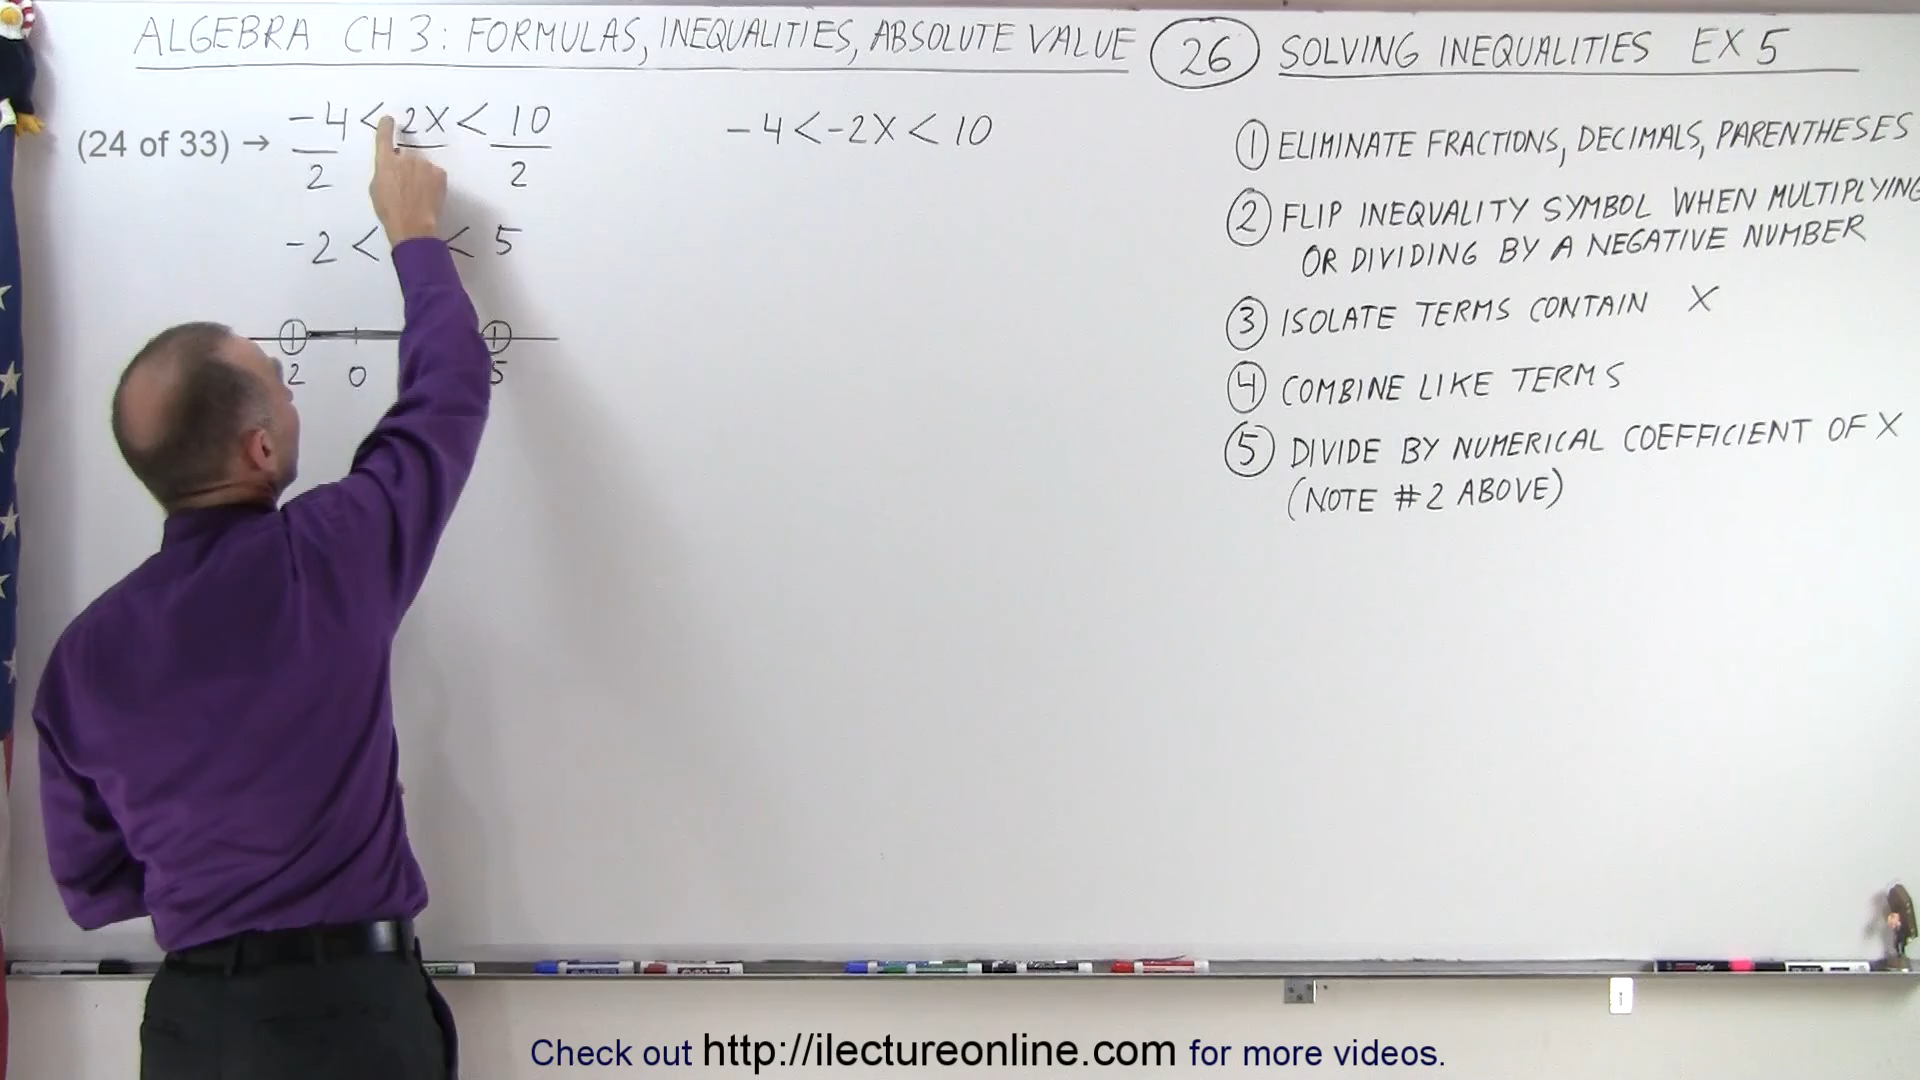 ALGEBRA CH 3: FORMULAS, INEQUALITIES, ABSOLUTE VALUE 26 SOLVING INEQUALITIES EX 5
(24 of 33) → -4 < 2X < 10
2 2
-2 < < 5
2 0 5
-4 < -2X < 10
1 ELIMINATE FRACTIONS, DECIMALS, PARENTHESES
2 FLIP INEQUALITY SYMBOL WHEN MULTIPLYING
OR DIVIDING BY A NEGATIVE NUMBER
3 ISOLATE TERMS CONTAIN X
4 COMBINE LIKE TERMS
5 DIVIDE BY NUMERICAL COEFFICIENT OF X
(NOTE #2 ABOVE)
Check out http://ilectureonline.com for more videos.